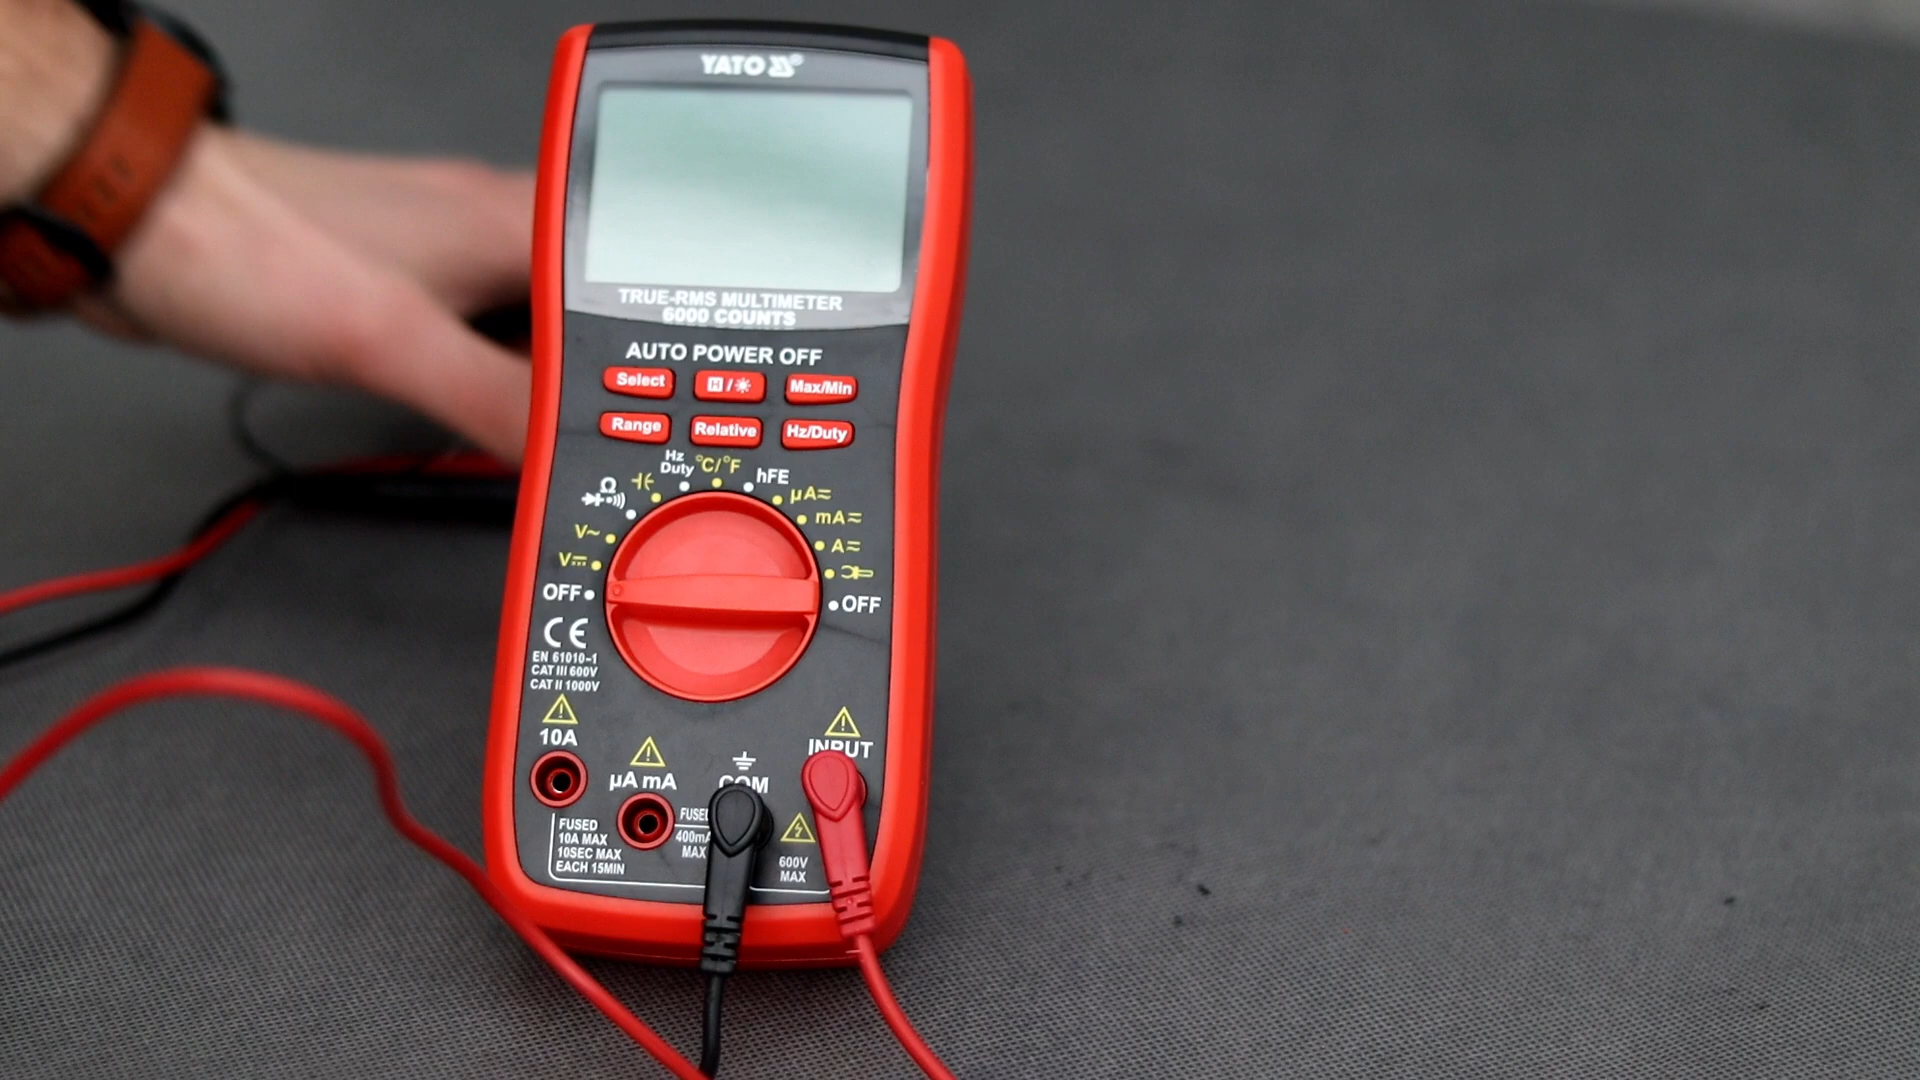 YATO
TRUE-RMS MULTIMETER
6000 COUNTS
AUTO POWER OFF
Select
H /
Max/Min
Range
Relative
Hz/Duty
Hz
Duty
°C/°F
hFE
Ω
µA
mA
V~
A
V
OFF
OFF
CE
EN 61010-1
CAT III 600V
CAT II 1000V
10A
µA mA
COM
INPUT
FUSED
10A MAX
10SEC MAX
EACH 15MIN
FUSED
400mA
MAX
600V
MAX